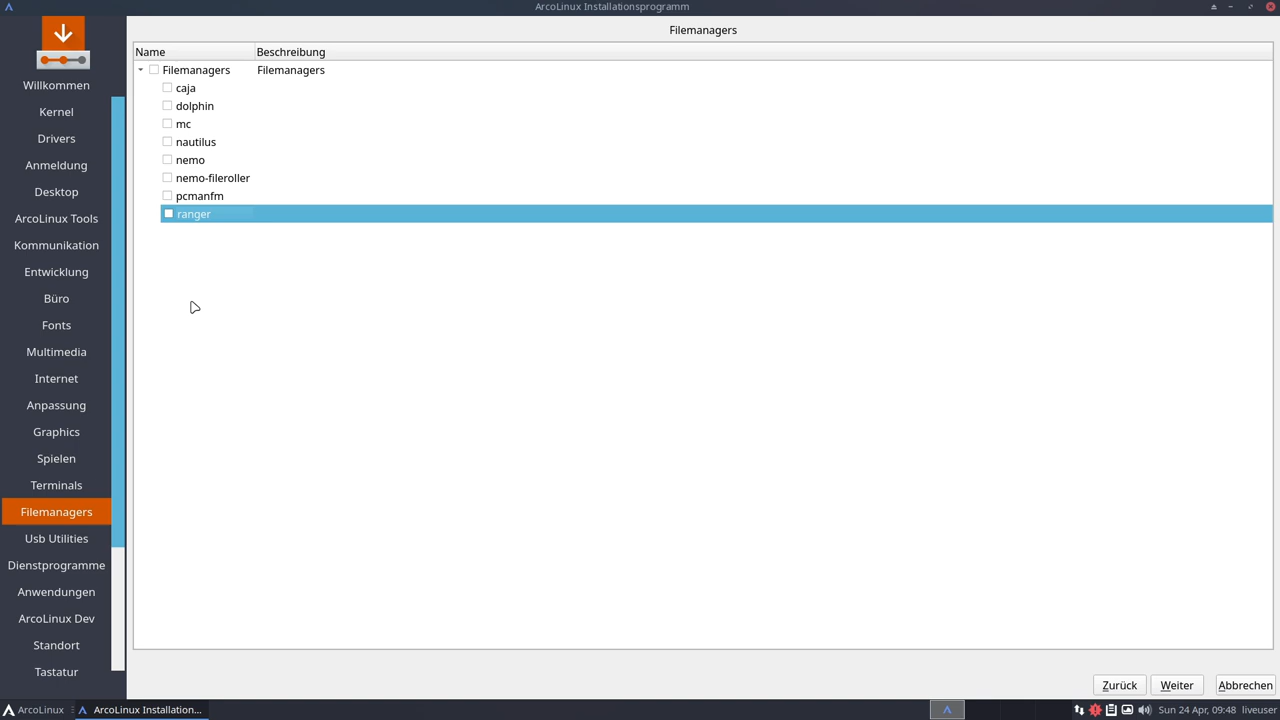 ArcoLinux Installationsprogramm
Willkommen
Kernel
Drivers
Anmeldung
Desktop
ArcoLinux Tools
Kommunikation
Entwicklung
Büro
Fonts
Multimedia
Internet
Anpassung
Graphics
Spielen
Terminals
Filemanagers
Usb Utilities
Dienstprogramme
Anwendungen
ArcoLinux Dev
Standort
Tastatur
Filemanagers
Name Beschreibung
Filemanagers Filemanagers
caja
dolphin
mc
nautilus
nemo
nemo-fileroller
pcmanfm
ranger
Zurück Weiter Abbrechen
ArcoLinux ArcoLinux Installation... Sun 24 Apr, 09:48 liveuser